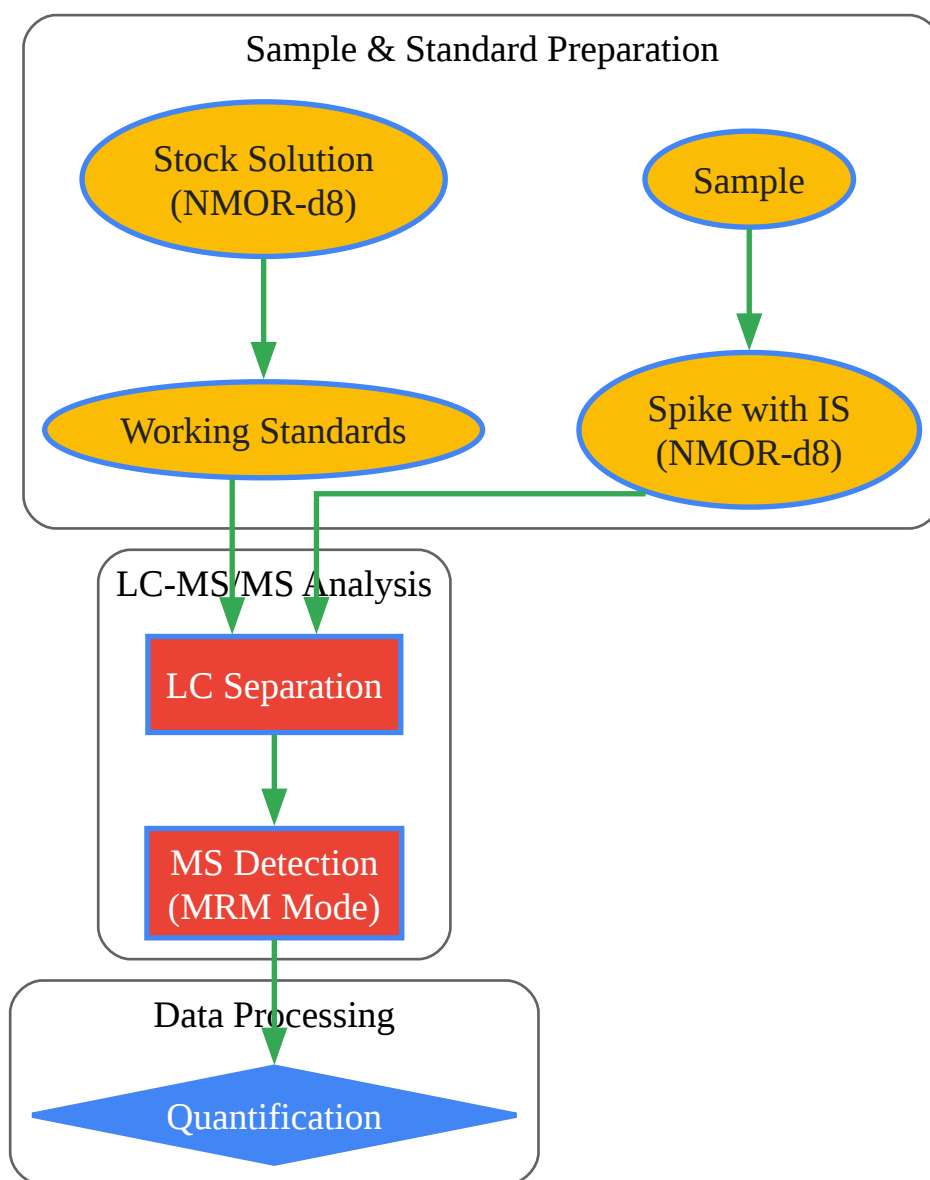 Sample & Standard Preparation
Stock Solution
(NMOR-d8)
Sample
Working Standards
Spike with IS
(NMOR-d8)
LC-MS/MS Analysis
LC Separation
MS Detection
(MRM Mode)
Data Processing
Quantification